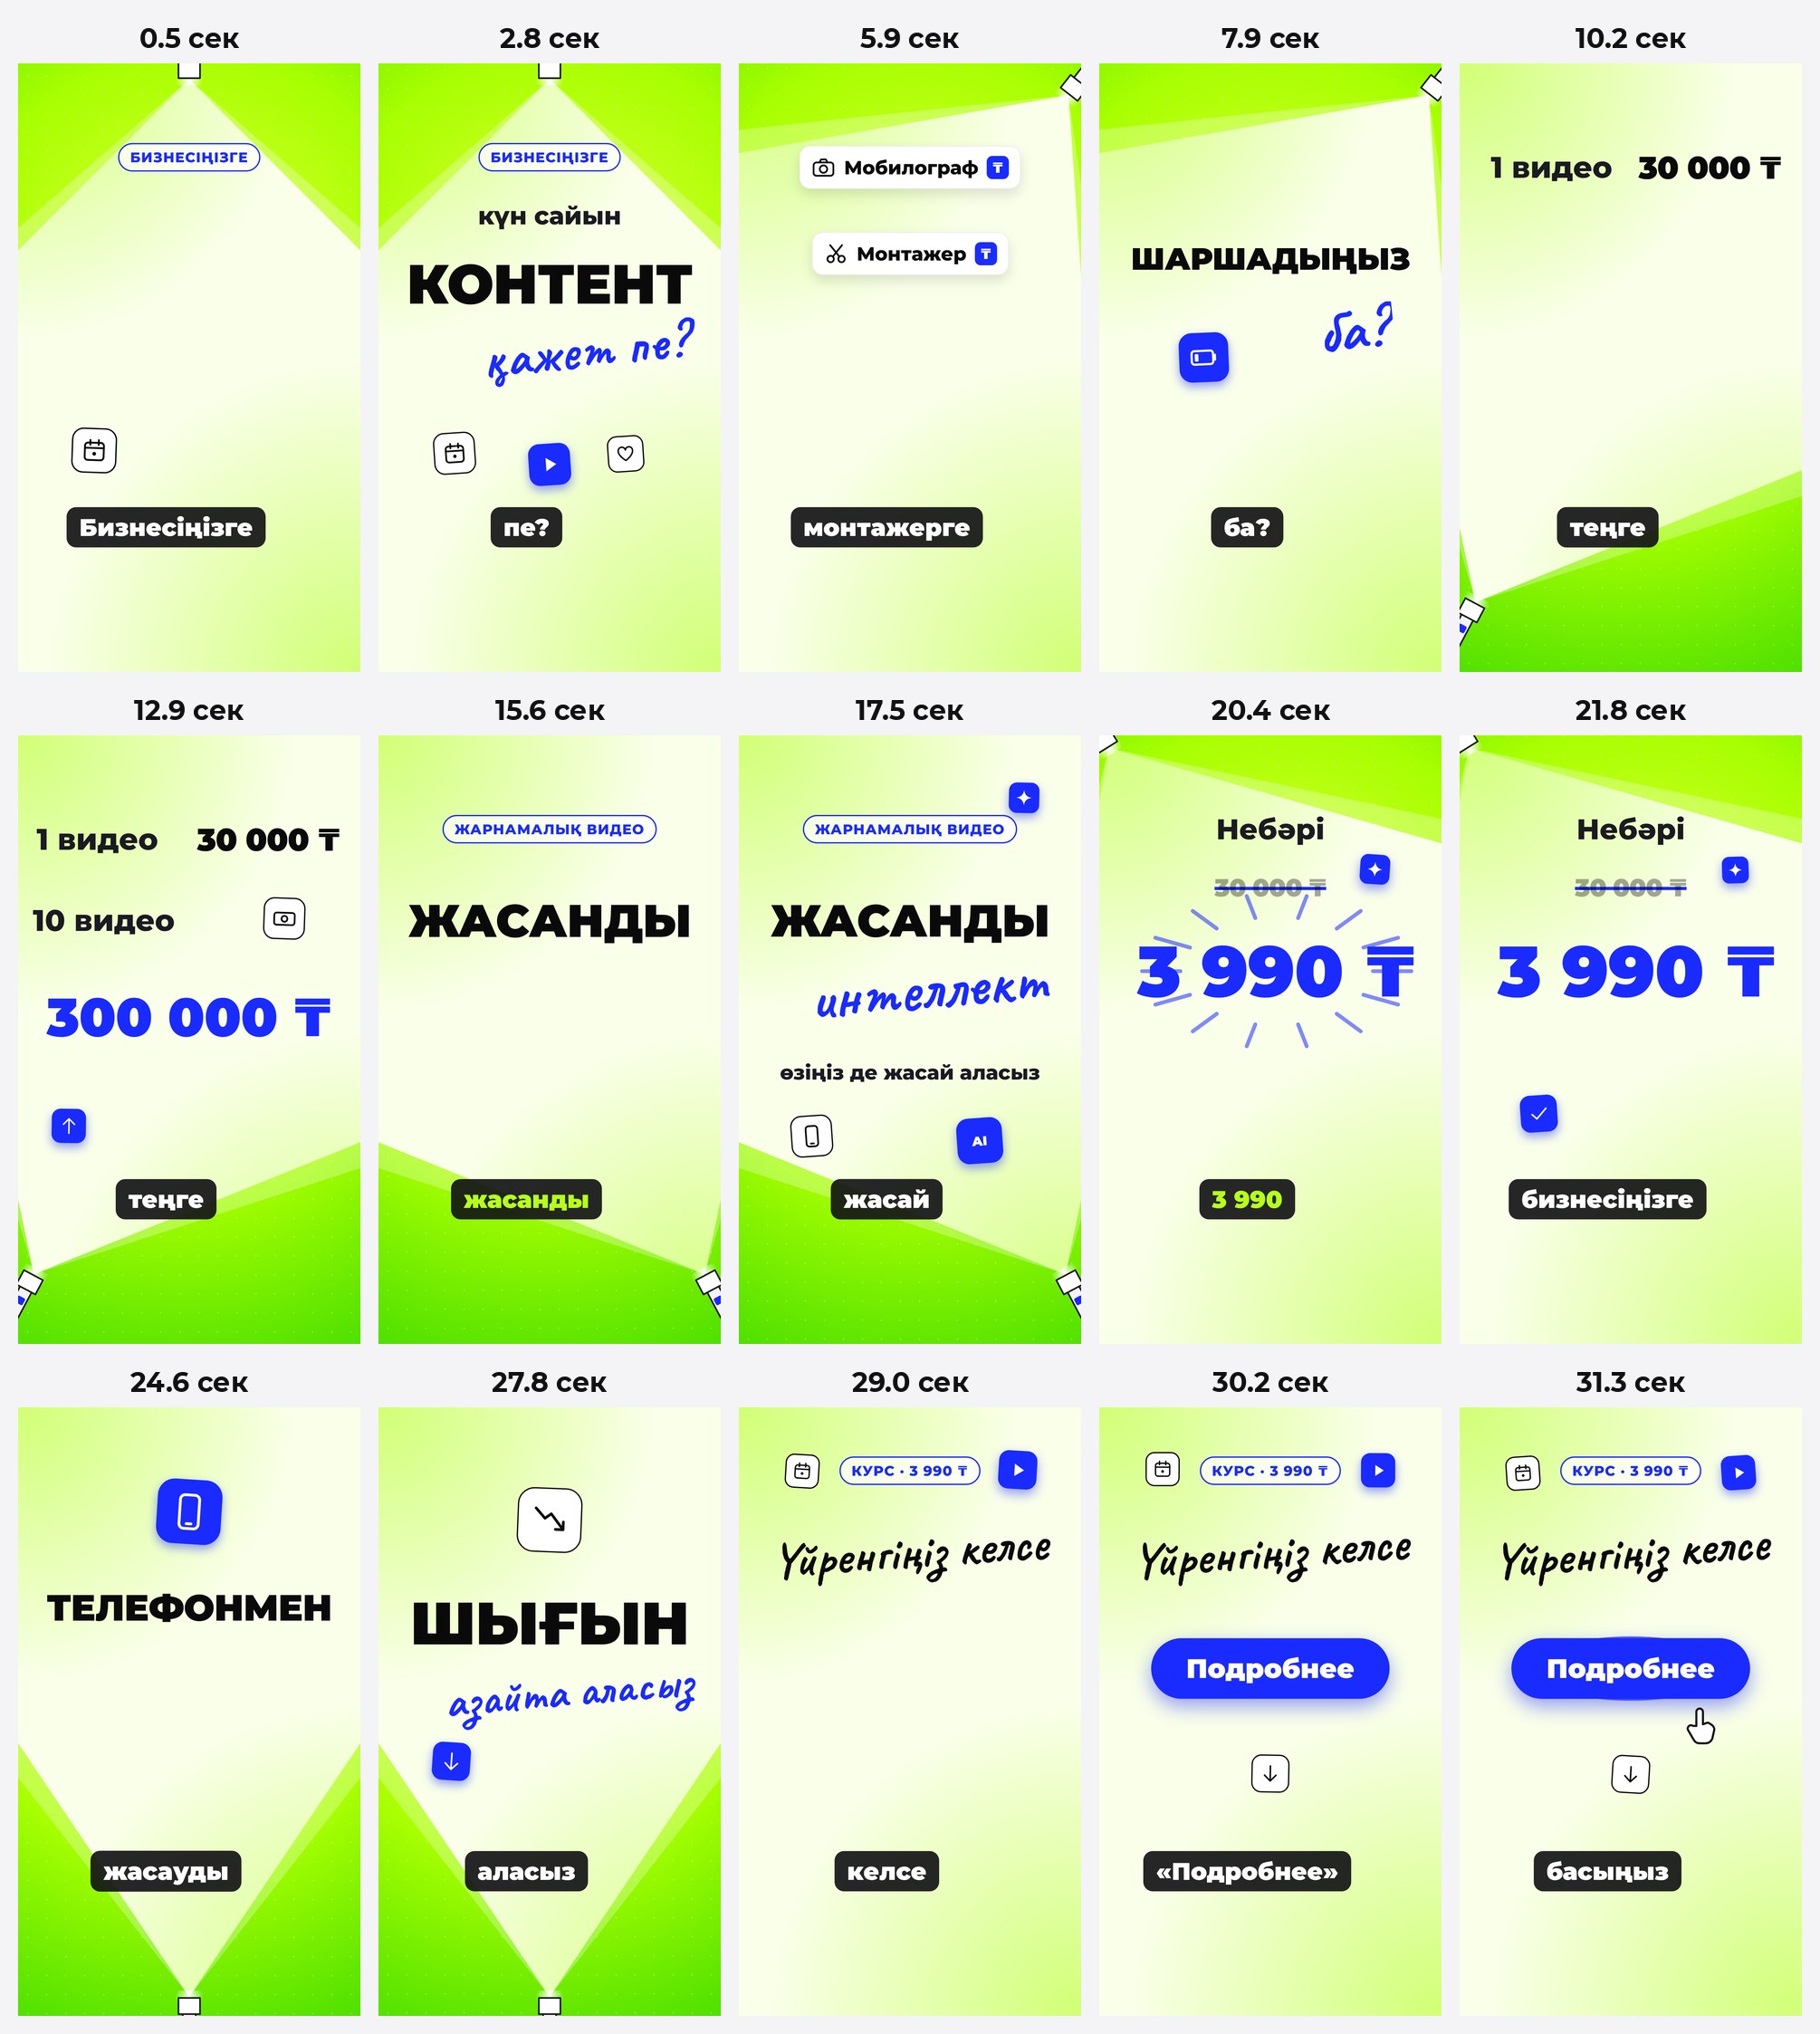 0.5 сек
БИЗНЕСІҢІЗГЕ
Бизнесіңізге
2.8 сек
БИЗНЕСІҢІЗГЕ
күн сайын
КОНТЕНТ
қажет пе?
пе?
5.9 сек
Мобилограф ₸
Монтажер ₸
монтажерге
7.9 сек
ШАРШАДЫҢЫЗ
ба?
ба?
10.2 сек
1 видео 30 000 ₸
теңге
12.9 сек
1 видео 30 000 ₸
10 видео
300 000 ₸
теңге
15.6 сек
ЖАРНАМАЛЫҚ ВИДЕО
ЖАСАНДЫ
жасанды
17.5 сек
ЖАРНАМАЛЫҚ ВИДЕО
ЖАСАНДЫ
интеллект
өзіңіз де жасай аласыз
AI
жасай
20.4 сек
Небәрі
30 000 ₸
3 990 ₸
3 990
21.8 сек
Небәрі
30 000 ₸
3 990 ₸
бизнесіңізге
24.6 сек
ТЕЛЕФОНМЕН
жасауды
27.8 сек
ШЫҒЫН
азайта аласыз
аласыз
29.0 сек
КУРС · 3 990 ₸
Үйренгіңіз келсе
келсе
30.2 сек
КУРС · 3 990 ₸
Үйренгіңіз келсе
Подробнее
«Подробнее»
31.3 сек
КУРС · 3 990 ₸
Үйренгіңіз келсе
Подробнее
басыңыз